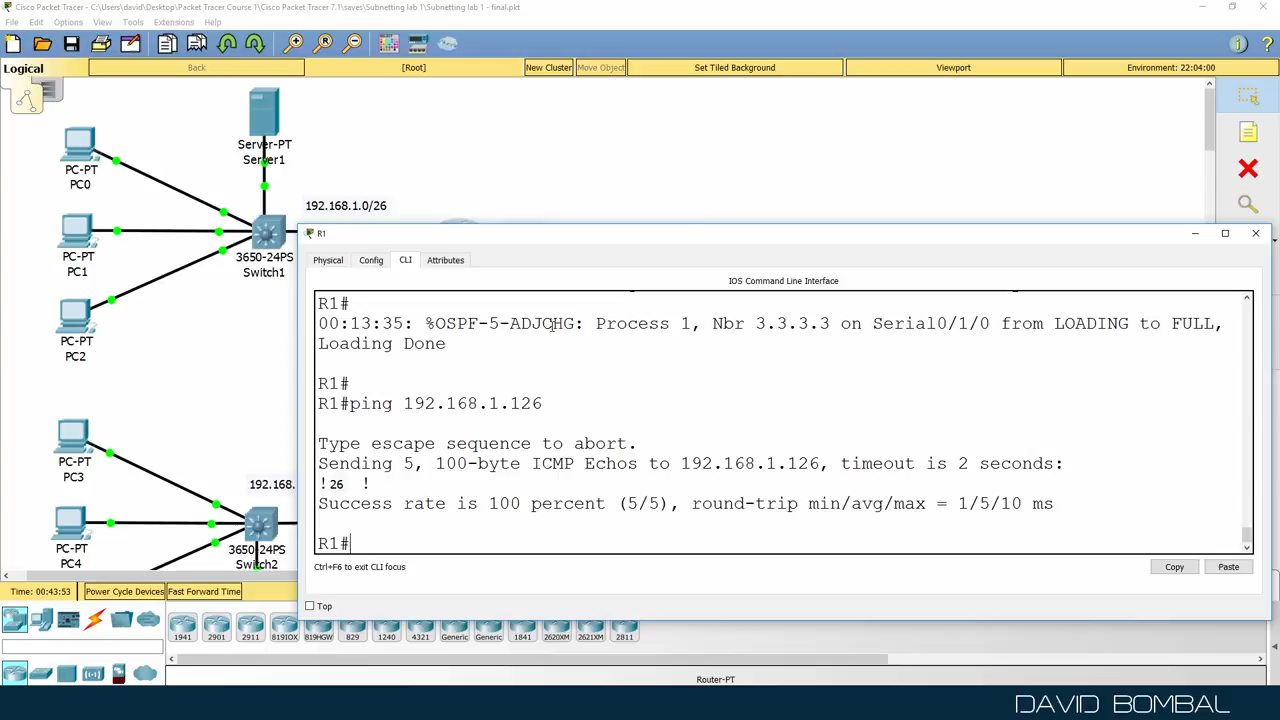 Cisco Packet Tracer - C:\Users\david\Desktop\Packet Tracer Course 1\Cisco Packet Tracer 7.1\saves\Subnetting lab 1\Subnetting lab 1 - final.pkt
File Edit Options View Tools Extensions Help
Logical Back [Root] New Cluster Move Object Set Tiled Background Viewport Environment: 22:04:00
Server-PT
Server1
PC-PT
PC0
192.168.1.0/26
PC-PT
PC1
3650-24PS
Switch1
PC-PT
PC2
PC-PT
PC3
192.168.
PC-PT
PC4
3650-24PS
Switch2
R1
Physical Config CLI Attributes
IOS Command Line Interface
R1#
00:13:35: %OSPF-5-ADJCHG: Process 1, Nbr 3.3.3.3 on Serial0/1/0 from LOADING to FULL,
Loading Done
R1#
R1#ping 192.168.1.126
Type escape sequence to abort.
Sending 5, 100-byte ICMP Echos to 192.168.1.126, timeout is 2 seconds:
!26 !
Success rate is 100 percent (5/5), round-trip min/avg/max = 1/5/10 ms
R1#
Ctrl+F6 to exit CLI focus
Copy Paste
Top
Time: 00:43:53 Power Cycle Devices Fast Forward Time
1941 2901 2911 819IOX 819HGW 829 1240 4321 Generic Generic 1841 2620XM 2621XM 2811
Router-PT
DAVID BOMBAL